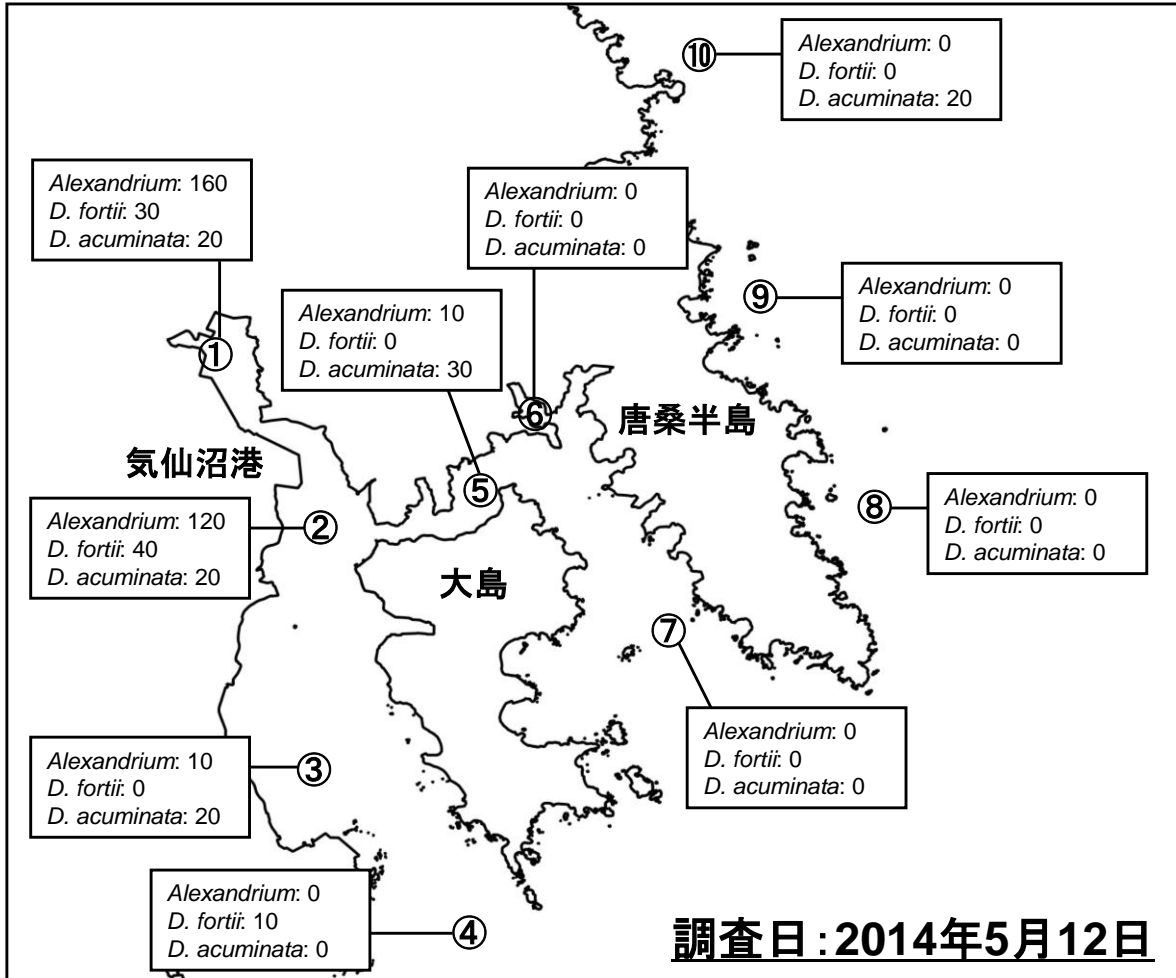 ⑩
Alexandrium: 0
D. fortii: 0
D. acuminata: 20
Alexandrium: 160
D. fortii: 30
D. acuminata: 20
①
Alexandrium: 0
D. fortii: 0
D. acuminata: 0
⑥
Alexandrium: 10
D. fortii: 0
D. acuminata: 30
⑤
⑨
Alexandrium: 0
D. fortii: 0
D. acuminata: 0
唐桑半島
気仙沼港
Alexandrium: 120
D. fortii: 40
D. acuminata: 20
②
⑧
Alexandrium: 0
D. fortii: 0
D. acuminata: 0
大島
⑦
Alexandrium: 0
D. fortii: 0
D. acuminata: 0
Alexandrium: 10
D. fortii: 0
D. acuminata: 20
③
Alexandrium: 0
D. fortii: 10
D. acuminata: 0
④
調査日：2014年5月12日